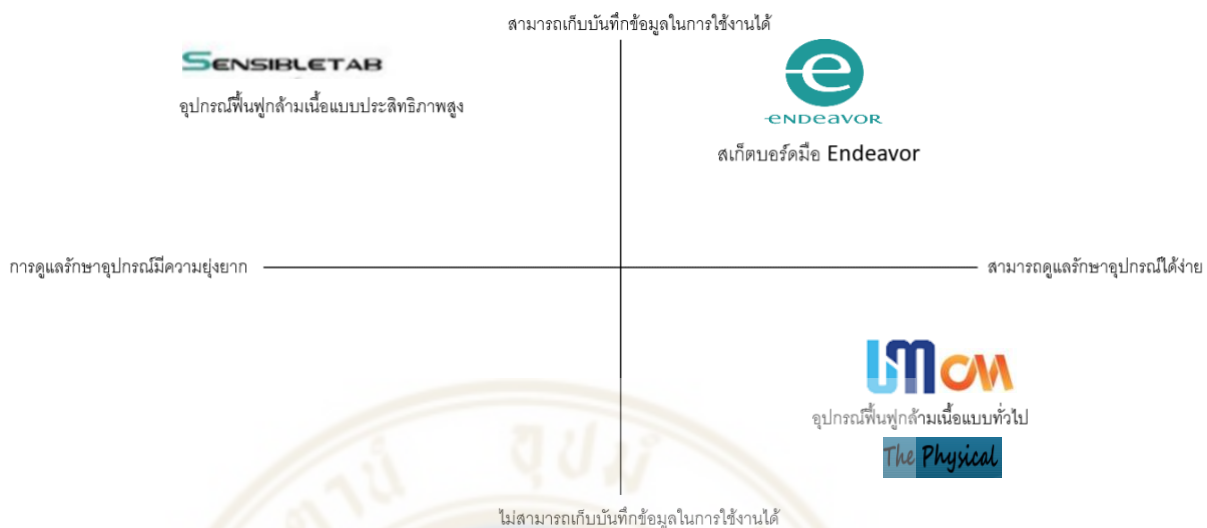 สามารถเก็บบันทึกข้อมูลในการใช้งานได้
SENSIBLETAB
อุปกรณ์ฟื้นฟูกล้ามเนื้อแบบประสิทธิภาพสูง
e
ENDEAVOR
สเก็ตบอร์ดมือ Endeavor
การดูแลรักษาอุปกรณ์มีความยุ่งยาก
สามารถดูแลรักษาอุปกรณ์ได้ง่าย
อุปกรณ์ฟื้นฟูกล้ามเนื้อแบบทั่วไป
The Physical
อุปถัมภ์
ไม่สามารถเก็บบันทึกข้อมูลในการใช้งานได้